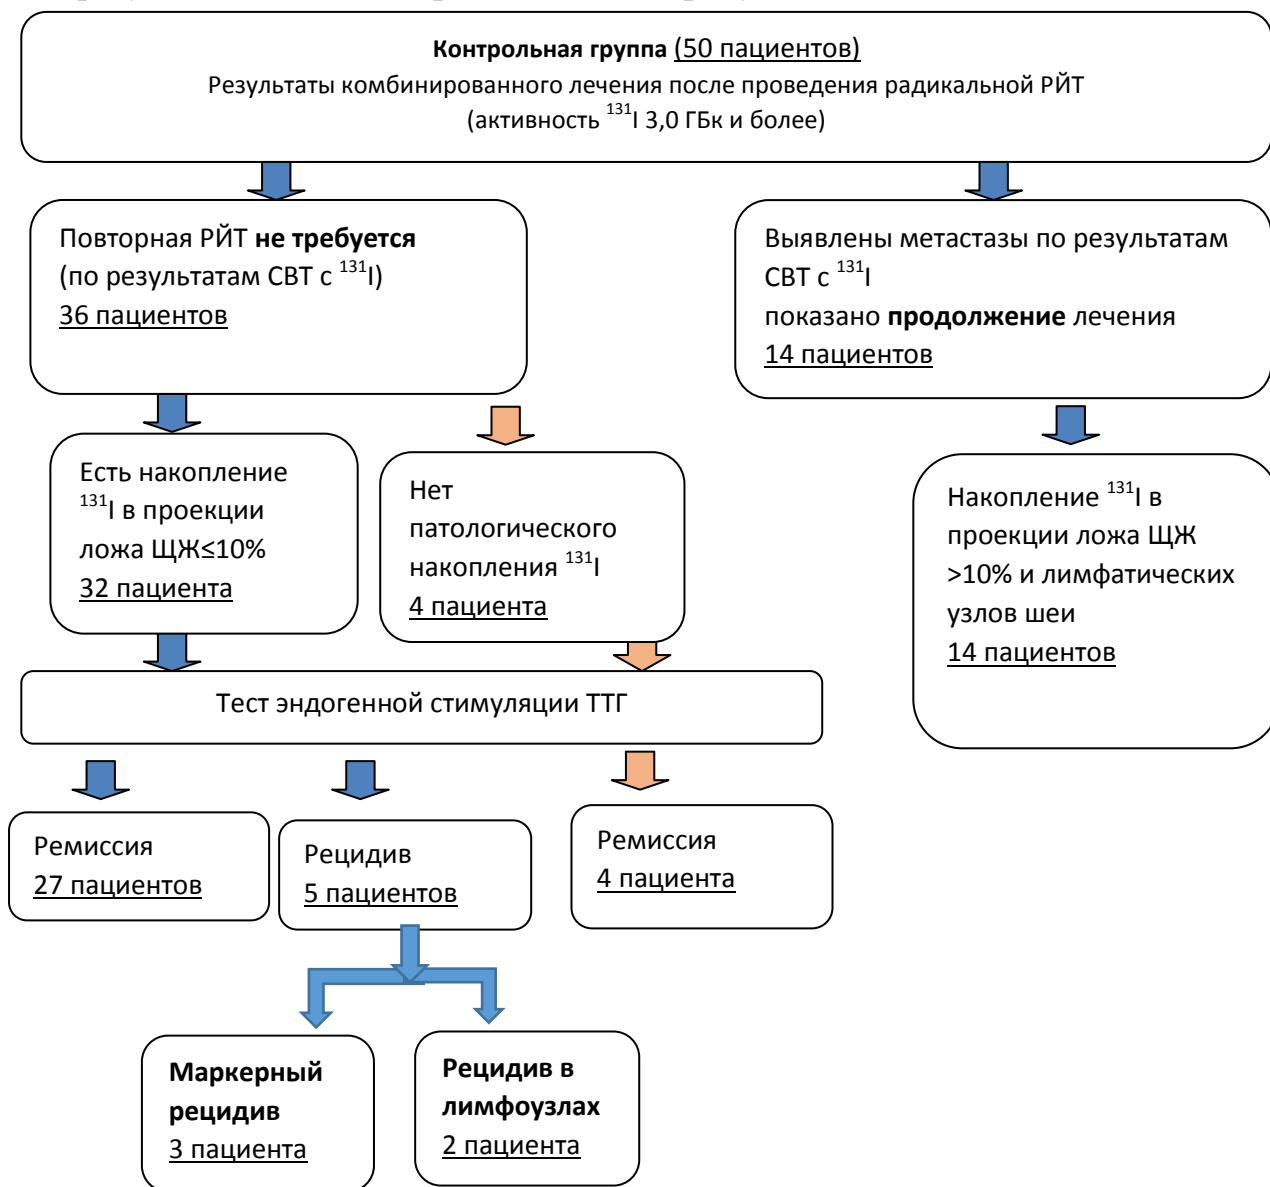 Контрольная группа (50 пациентов)
Результаты комбинированного лечения после проведения радикальной РЙТ
(активность ¹³¹I 3,0 ГБк и более)
Повторная РЙТ не требуется
(по результатам СВТ с ¹³¹I)
36 пациентов
Выявлены метастазы по результатам
СВТ с ¹³¹I
показано продолжение лечения
14 пациентов
Есть накопление
¹³¹I в проекции
ложа ЩЖ≤10%
32 пациента
Нет
патологического
накопления ¹³¹I
4 пациента
Накопление ¹³¹I в
проекции ложа ЩЖ
>10% и лимфатических
узлов шеи
14 пациентов
Тест эндогенной стимуляции ТТГ
Ремиссия
27 пациентов
Рецидив
5 пациентов
Ремиссия
4 пациента
Маркерный
рецидив
3 пациента
Рецидив в
лимфоузлах
2 пациента